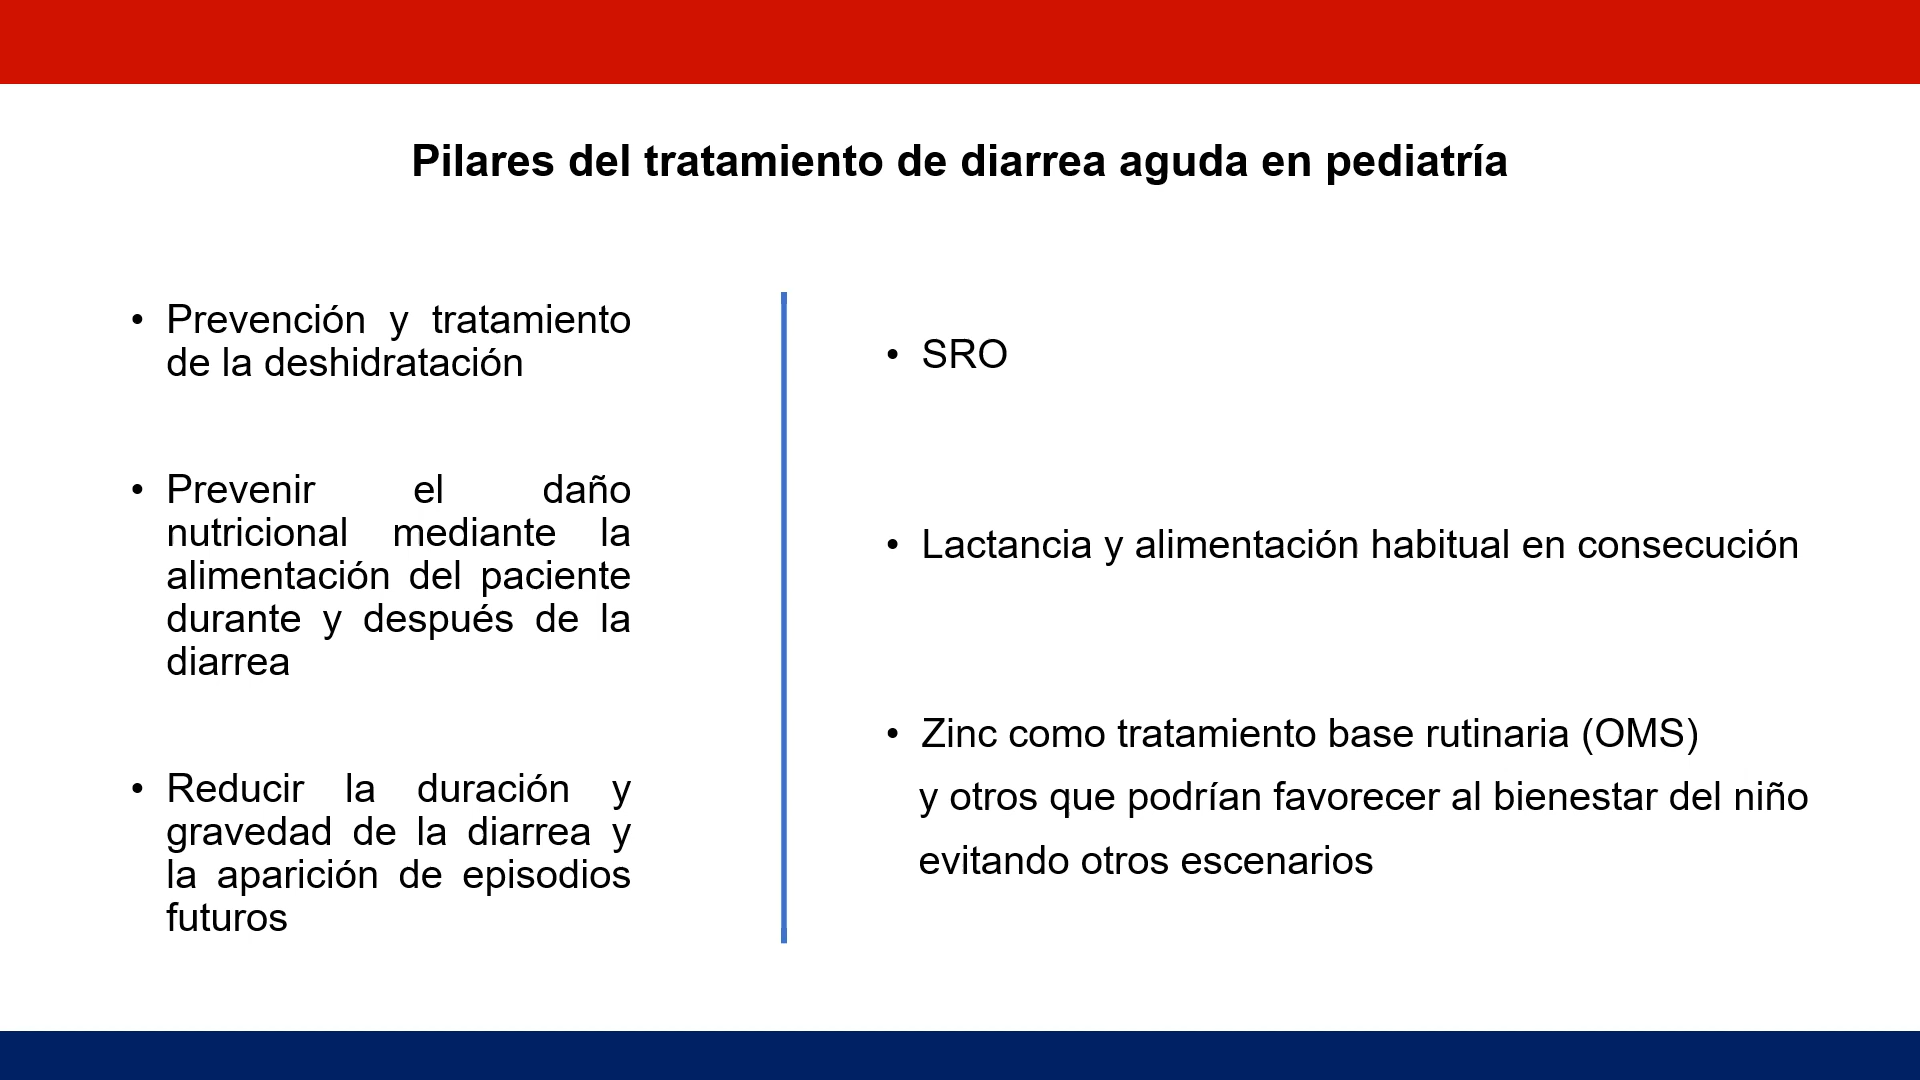 Pilares del tratamiento de diarrea aguda en pediatría
• Prevención y tratamiento
de la deshidratación
• Prevenir el daño
nutricional mediante la
alimentación del paciente
durante y después de la
diarrea
• Reducir la duración y
gravedad de la diarrea y
la aparición de episodios
futuros
• SRO
• Lactancia y alimentación habitual en consecución
• Zinc como tratamiento base rutinaria (OMS)
y otros que podrían favorecer al bienestar del niño
evitando otros escenarios